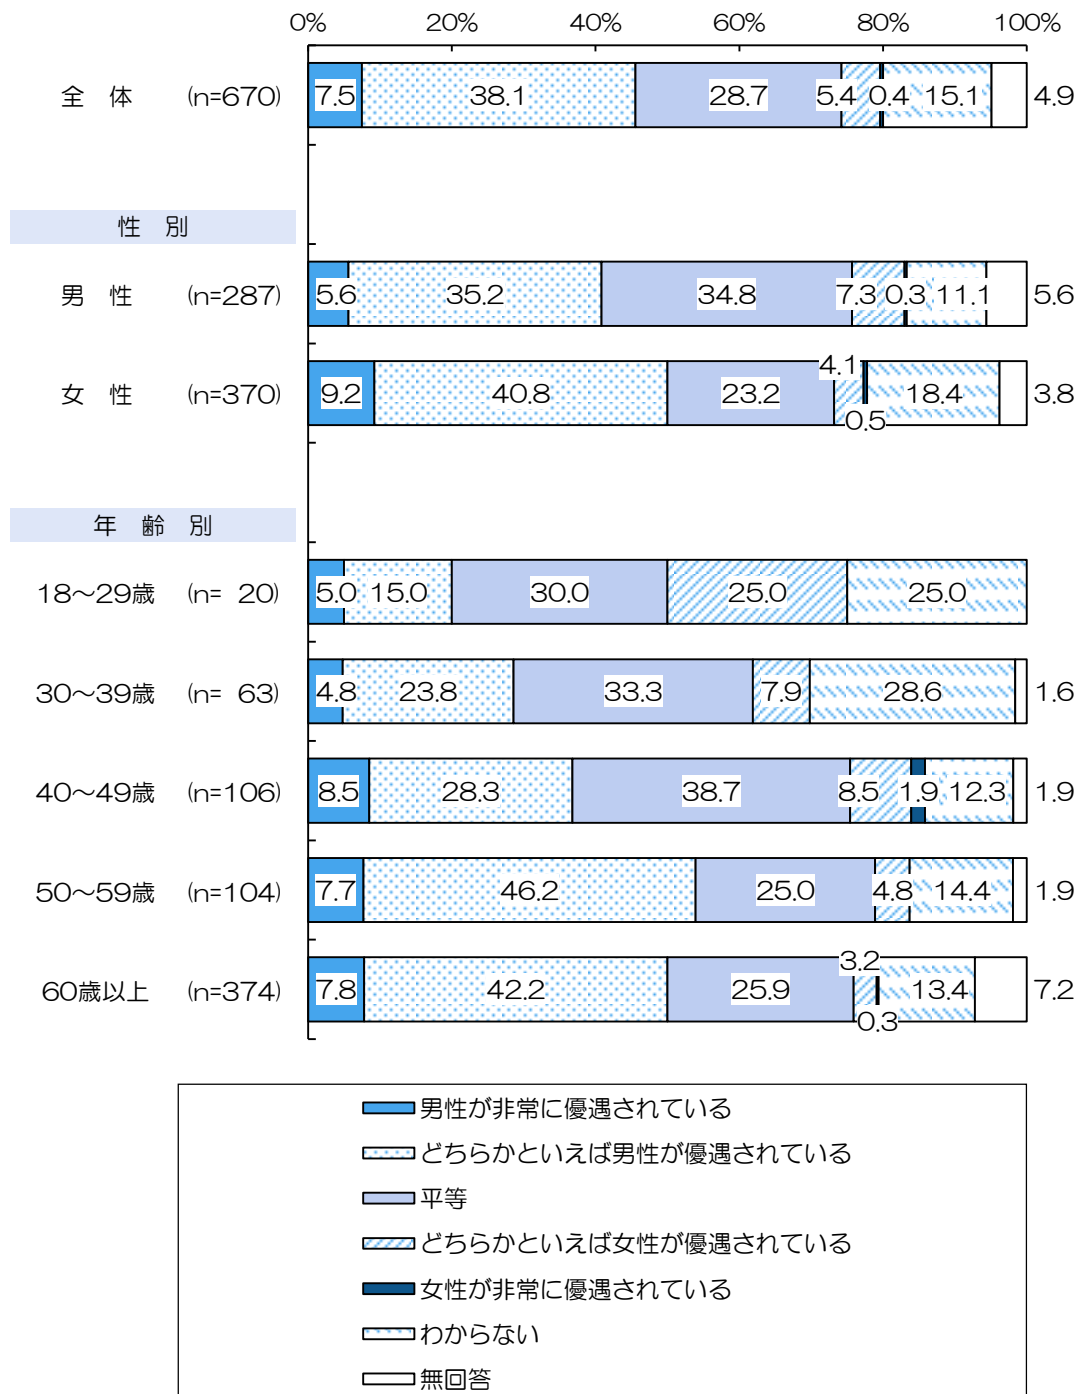 0% 20% 40% 60% 80% 100%
全 体 (n=670) 7.5 38.1 28.7 5.4 0.4 15.1 4.9
性 別
男 性 (n=287) 5.6 35.2 34.8 7.3 0.3 11.1 5.6
女 性 (n=370) 9.2 40.8 23.2 4.1 0.5 18.4 3.8
年 齢 別
18～29歳 (n= 20) 5.0 15.0 30.0 25.0 25.0
30～39歳 (n= 63) 4.8 23.8 33.3 7.9 28.6 1.6
40～49歳 (n=106) 8.5 28.3 38.7 8.5 1.9 12.3 1.9
50～59歳 (n=104) 7.7 46.2 25.0 4.8 14.4 1.9
60歳以上 (n=374) 7.8 42.2 25.9 3.2 0.3 13.4 7.2
男性が非常に優遇されている
どちらかといえば男性が優遇されている
平等
どちらかといえば女性が優遇されている
女性が非常に優遇されている
わからない
無回答